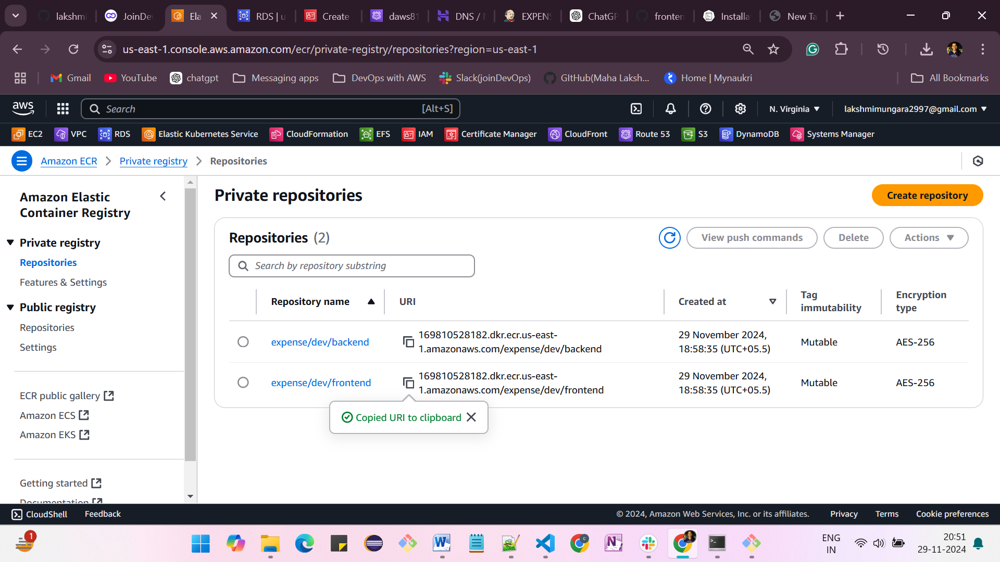 lakshmi
JoinDev
Ela
RDS | u
Create
daws81
DNS / 
EXPENS
ChatGP
fronten
Installa
New Ta
us-east-1.console.aws.amazon.com/ecr/private-registry/repositories?region=us-east-1
Gmail
YouTube
chatgpt
Messaging apps
DevOps with AWS
Slack(joinDevOps)
GItHub(Maha Laksh...
Home | Mynaukri
All Bookmarks
aws
Search
[Alt+S]
N. Virginia
lakshmimungara2997@gmail.com
EC2
VPC
RDS
Elastic Kubernetes Service
CloudFormation
EFS
IAM
Certificate Manager
CloudFront
Route 53
S3
DynamoDB
Systems Manager
Amazon ECR
Private registry
Repositories
Amazon Elastic
Container Registry
Private registry
Repositories
Features & Settings
Public registry
Repositories
Settings
ECR public gallery
Amazon ECS
Amazon EKS
Getting started
Documentation
Private repositories
Create repository
Repositories (2)
View push commands
Delete
Actions
Search by repository substring
Repository name
URI
Created at
Tag
immutability
Encryption
type
expense/dev/backend
169810528182.dkr.ecr.us-east-
1.amazonaws.com/expense/dev/backend
29 November 2024,
18:58:35 (UTC+05.5)
Mutable
AES-256
expense/dev/frontend
169810528182.dkr.ecr.us-east-
1.amazonaws.com/expense/dev/frontend
29 November 2024,
18:58:35 (UTC+05.5)
Mutable
AES-256
Copied URI to clipboard
CloudShell
Feedback
© 2024, Amazon Web Services, Inc. or its affiliates.
Privacy
Terms
Cookie preferences
1
ENG
IN
20:51
29-11-2024